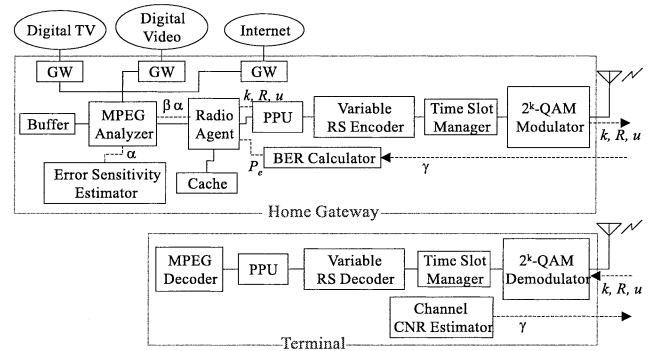 Digital TV
Digital
Video
Internet
GW
GW
GW
Buffer
MPEG
Analyzer
β α
Radio
Agent
k, R, u
PPU
Variable
RS Encoder
Time Slot
Manager
2k-QAM
Modulator
k, R, u
α
Error Sensitivity
Estimator
Cache
Pe
BER Calculator
γ
Home Gateway
MPEG
Decoder
PPU
Variable
RS Decoder
Time Slot
Manager
2k-QAM
Demodulator
k, R, u
Channel
CNR Estimator
γ
Terminal